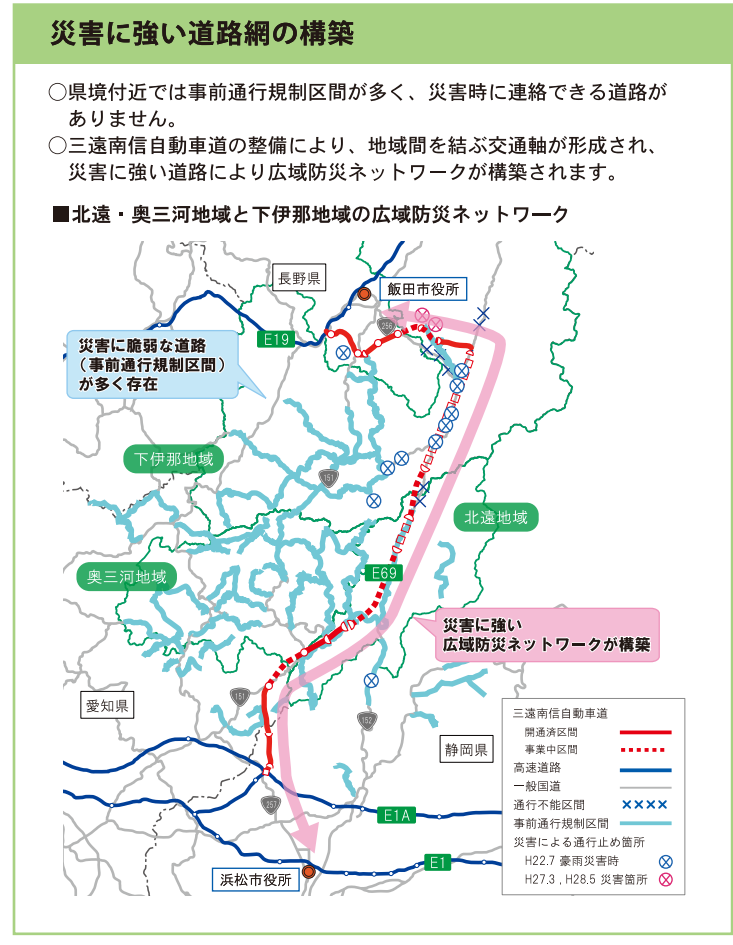 災害に強い道路網の構築
○県境付近では事前通行規制区間が多く、災害時に連絡できる道路が
ありません。
○三遠南信自動車道の整備により、地域間を結ぶ交通軸が形成され、
災害に強い道路により広域防災ネットワークが構築されます。
■北遠・奥三河地域と下伊那地域の広域防災ネットワーク
長野県
飯田市役所
256
E19
災害に脆弱な道路
（事前通行規制区間）
が多く存在
下伊那地域
151
北遠地域
奥三河地域
E69
災害に強い
広域防災ネットワークが構築
151
愛知県
152
静岡県
257
E1A
E1
浜松市役所
三遠南信自動車道
開通済区間
事業中区間
高速道路
一般国道
通行不能区間
事前通行規制区間
災害による通行止め箇所
H22.7 豪雨災害時
H27.3 , H28.5 災害箇所